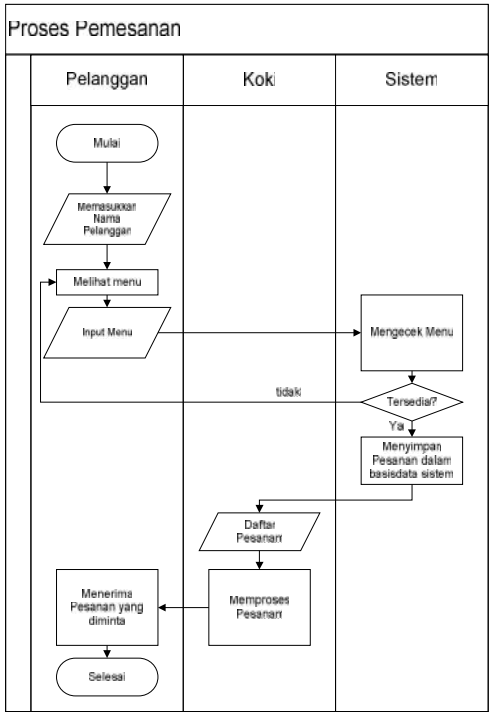 Proses Pemesanan
Pelanggan
Koki
Sistem
Mulai
Memasukkan
Nama
Pelanggan
Melihat menu
Input Menu
Mengecek Menu
tidak
Tersedia?
Ya
Menyimpan
Pesanan dalam
basisdata sistem
Daftar
Pesanan
Menerima
Pesanan yang
diminta
Memproses
Pesanan
Selesai